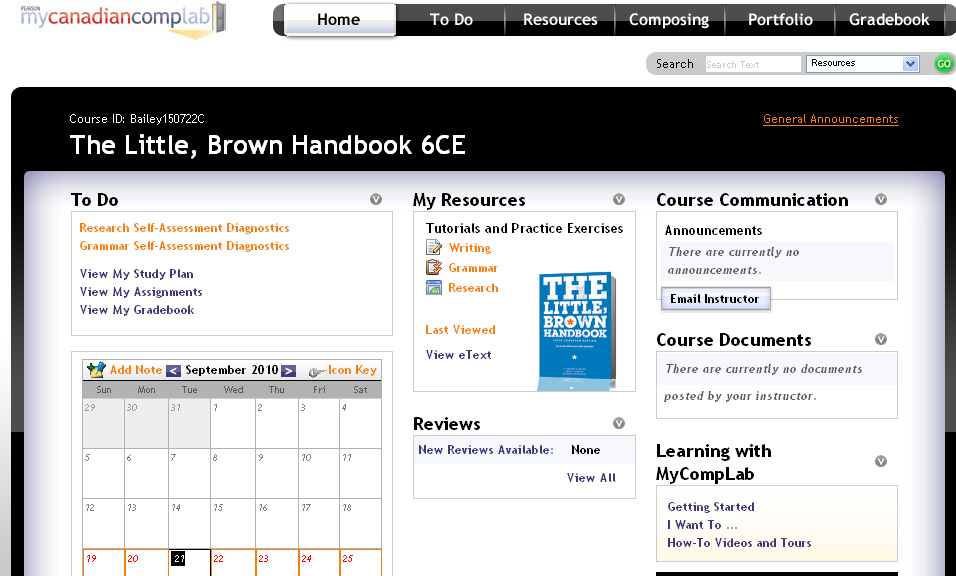 PEARSON
mycanadiancomplab
Home
To Do
Resources
Composing
Portfolio
Gradebook
Search
Search Text
Resources
GO
Course ID: Bailey150722C
General Announcements
The Little, Brown Handbook 6CE
To Do
V
Research Self-Assessment Diagnostics
Grammar Self-Assessment Diagnostics
View My Study Plan
View My Assignments
View My Gradebook
Add Note
<
September 2010
>
Icon Key
Sun Mon Tue Wed Thu Fri Sat
29 30 31 1 2 3 4
5 6 7 8 9 10 11
12 13 14 15 16 17 18
19 20 21 22 23 24 25
My Resources
V
Tutorials and Practice Exercises
Writing
Grammar
Research
Last Viewed
View eText
THE
LITTLE,
BROWN
HANDBOOK
Reviews
V
New Reviews Available: None
View All
Course Communication
V
Announcements
There are currently no
announcements.
Email Instructor
Course Documents
V
There are currently no documents
posted by your instructor.
Learning with
MyCompLab
V
Getting Started
I Want To ...
How-To Videos and Tours